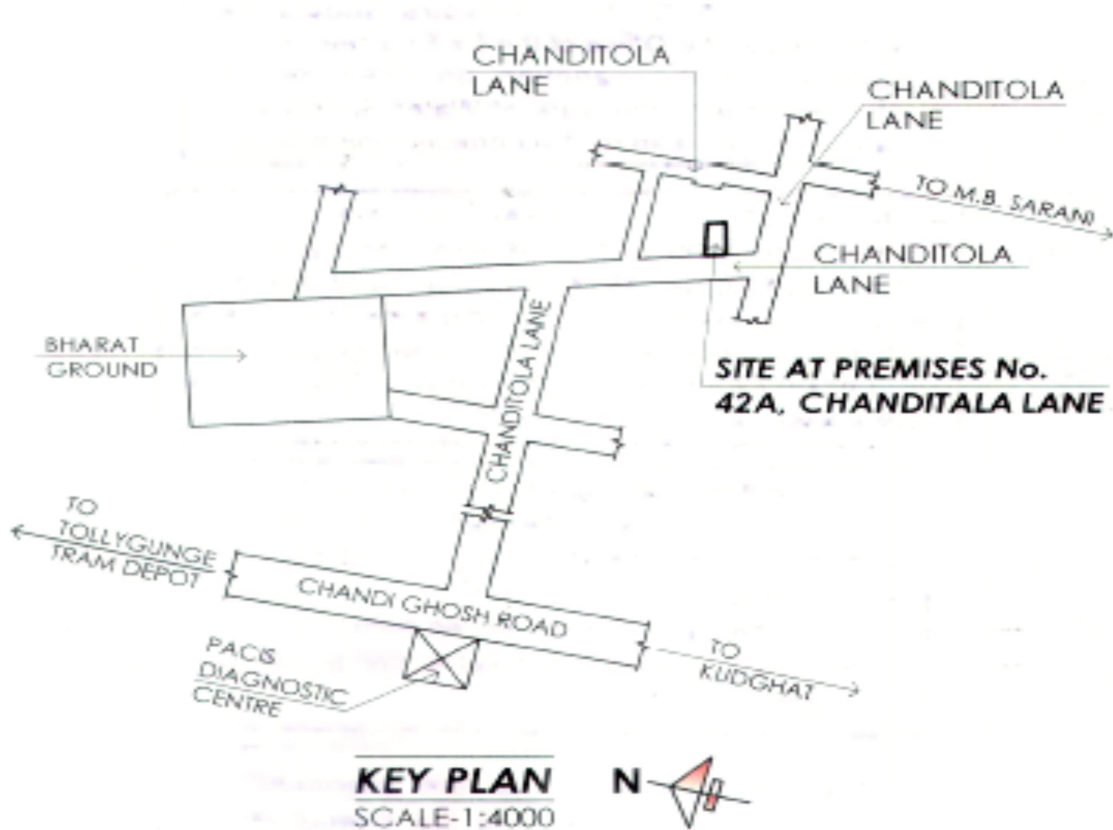 CHANDITOLA
LANE
CHANDITOLA
LANE
TO M.B. SARANI
CHANDITOLA
LANE
BHARAT
GROUND
SITE AT PREMISES No.
42A, CHANDITALA LANE
CHANDITOLA LANE
TO
TOLLYGUNGE
TRAM DEPOT
CHANDI GHOSH ROAD
PACIS
DIAGNOSTIC
CENTRE
TO
KUDGHAT
KEY PLAN
SCALE-1:4000
N